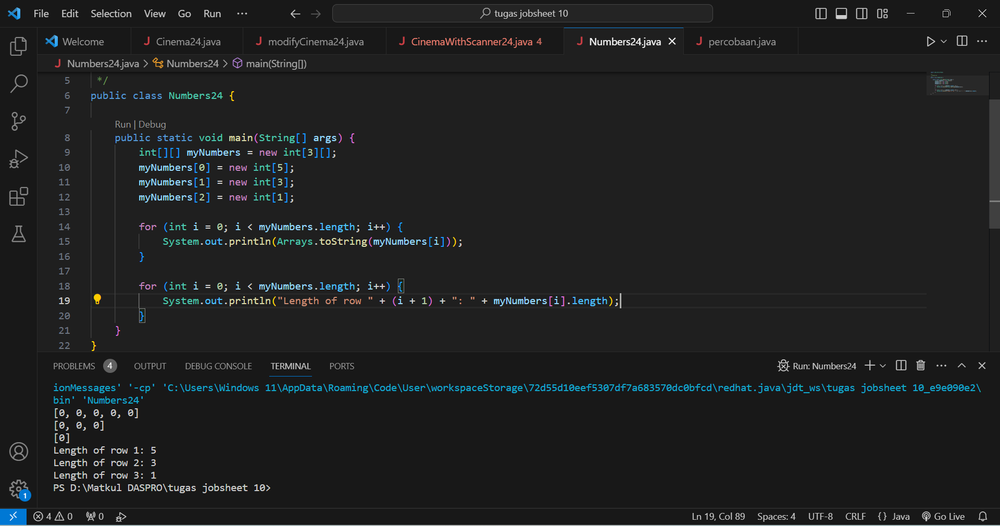 File Edit Selection View Go Run ···
tugas jobsheet 10
Welcome
J Cinema24.java
J modifyCinema24.java
J CinemaWithScanner24.java 4
J Numbers24.java
J percobaan.java
J Numbers24.java > Numbers24 > main(String[])
5 */
6 public class Numbers24 {
7
Run | Debug
8 public static void main(String[] args) {
9 int[][] myNumbers = new int[3][];
10 myNumbers[0] = new int[5];
11 myNumbers[1] = new int[3];
12 myNumbers[2] = new int[1];
13
14 for (int i = 0; i < myNumbers.length; i++) {
15 System.out.println(Arrays.toString(myNumbers[i]));
16 }
17
18 for (int i = 0; i < myNumbers.length; i++) {
19 System.out.println("Length of row " + (i + 1) + ": " + myNumbers[i].length);
20 }
21 }
22 }
PROBLEMS 4 OUTPUT DEBUG CONSOLE TERMINAL PORTS
Run: Numbers24
ionMessages' '-cp' 'C:\Users\Windows 11\AppData\Roaming\Code\User\workspaceStorage\72d55d10eef5307df7a683570dc0bfcd\redhat.java\jdt_ws\tugas jobsheet 10_e9e090e2\
bin' 'Numbers24'
[0, 0, 0, 0, 0]
[0, 0, 0]
[0]
Length of row 1: 5
Length of row 2: 3
Length of row 3: 1
PS D:\Matkul DASPRO\tugas jobsheet 10>
1
4 0 0
Ln 19, Col 89 Spaces: 4 UTF-8 CRLF {} Java Go Live